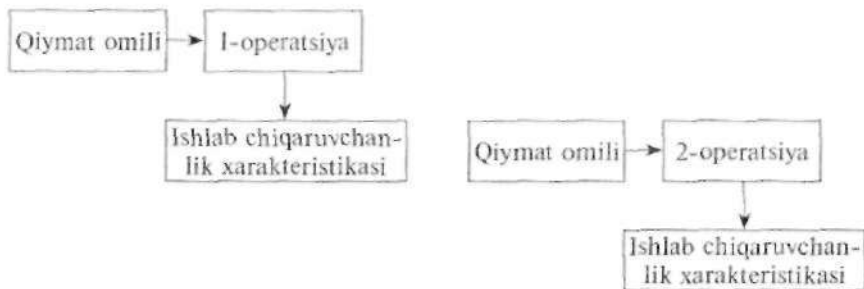 Qiymat omili
1-operatsiya
Ishlab chiqaruvchan-
lik xarakteristikasi
Qiymat omili
2-operatsiya
Ishlab chiqaruvchan-
lik xarakteristikasi